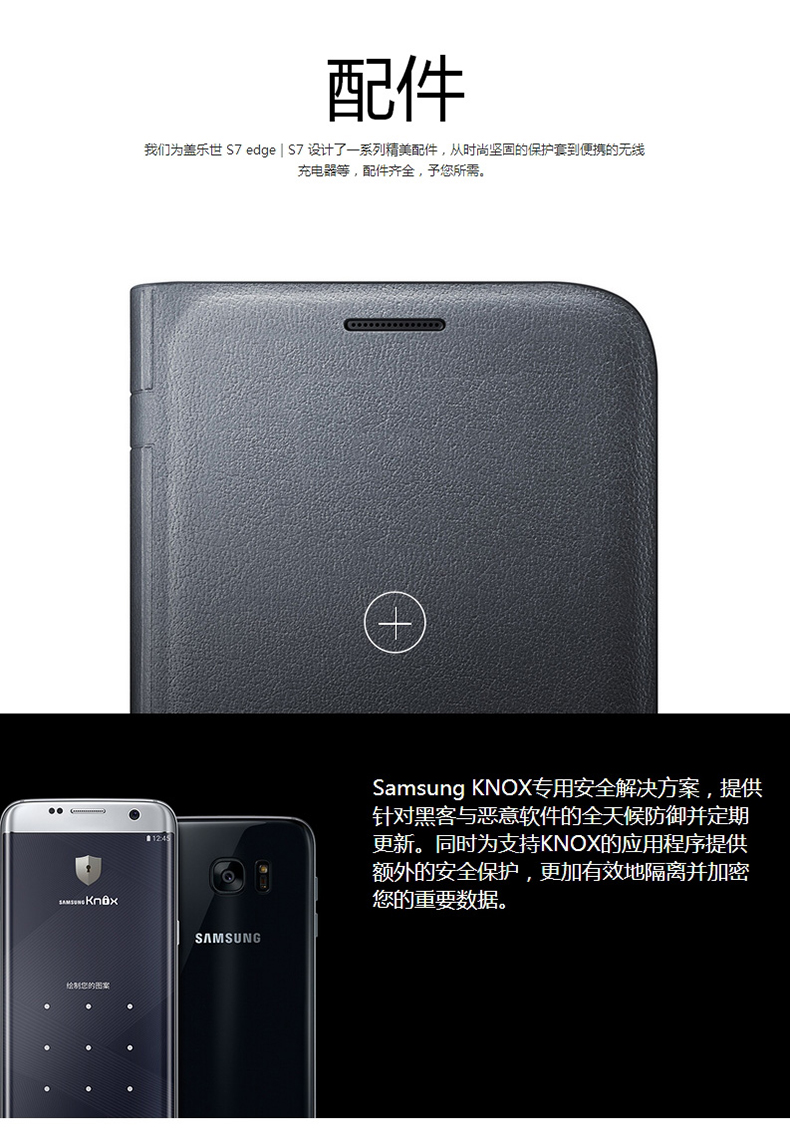 配件
我们为盖乐世 S7 edge | S7 设计了一系列精美配件，从时尚坚固的保护套到便携的无线
充电器等，配件齐全，予您所需。
Samsung KNOX专用安全解决方案，提供
针对黑客与恶意软件的全天候防御并定期
更新。同时为支持KNOX的应用程序提供
额外的安全保护，更加有效地隔离并加密
您的重要数据。
12:45
SAMSUNG Knox
SAMSUNG
绘制您的图案